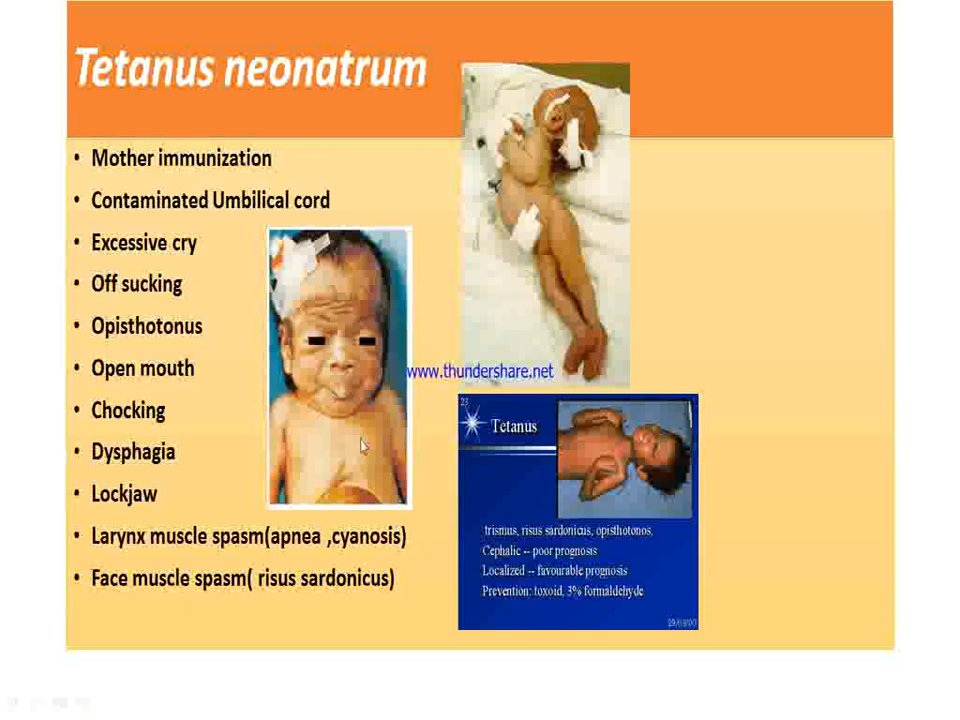 Tetanus neonatrum
• Mother immunization
• Contaminated Umbilical cord
• Excessive cry
• Off sucking
• Opisthotonus
• Open mouth
• Chocking
• Dysphagia
• Lockjaw
• Larynx muscle spasm(apnea ,cyanosis)
• Face muscle spasm( risus sardonicus)
www.thundershare.net
23
Tetanus
trismus, risus sardonicus, opisthotonos,
Cephalic -- poor prognosis
Localized -- favourable prognosis
Prevention: toxoid, 3% formaldehyde